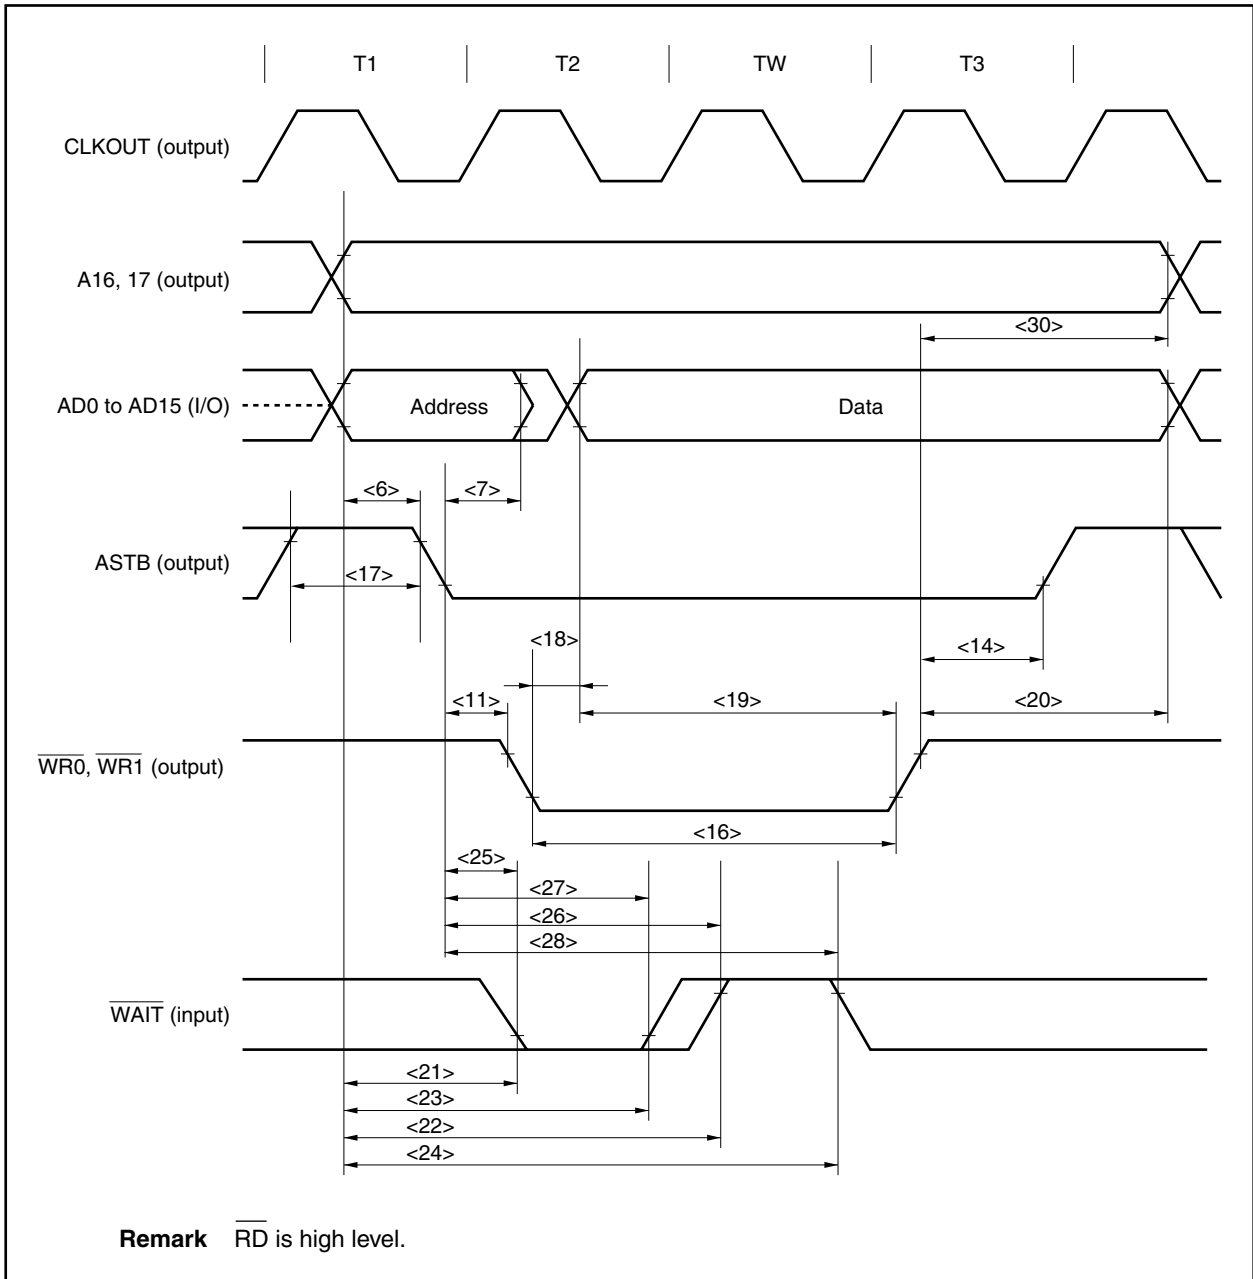 T1 T2 TW T3
CLKOUT (output)
A16, 17 (output)
<30>
AD0 to AD15 (I/O) Address Data
<6> <7>
ASTB (output)
<17>
<18>
<14>
<11> <19> <20>
WR0, WR1 (output)
<16>
<25>
<27>
<26>
<28>
WAIT (input)
<21>
<23>
<22>
<24>
Remark RD is high level.